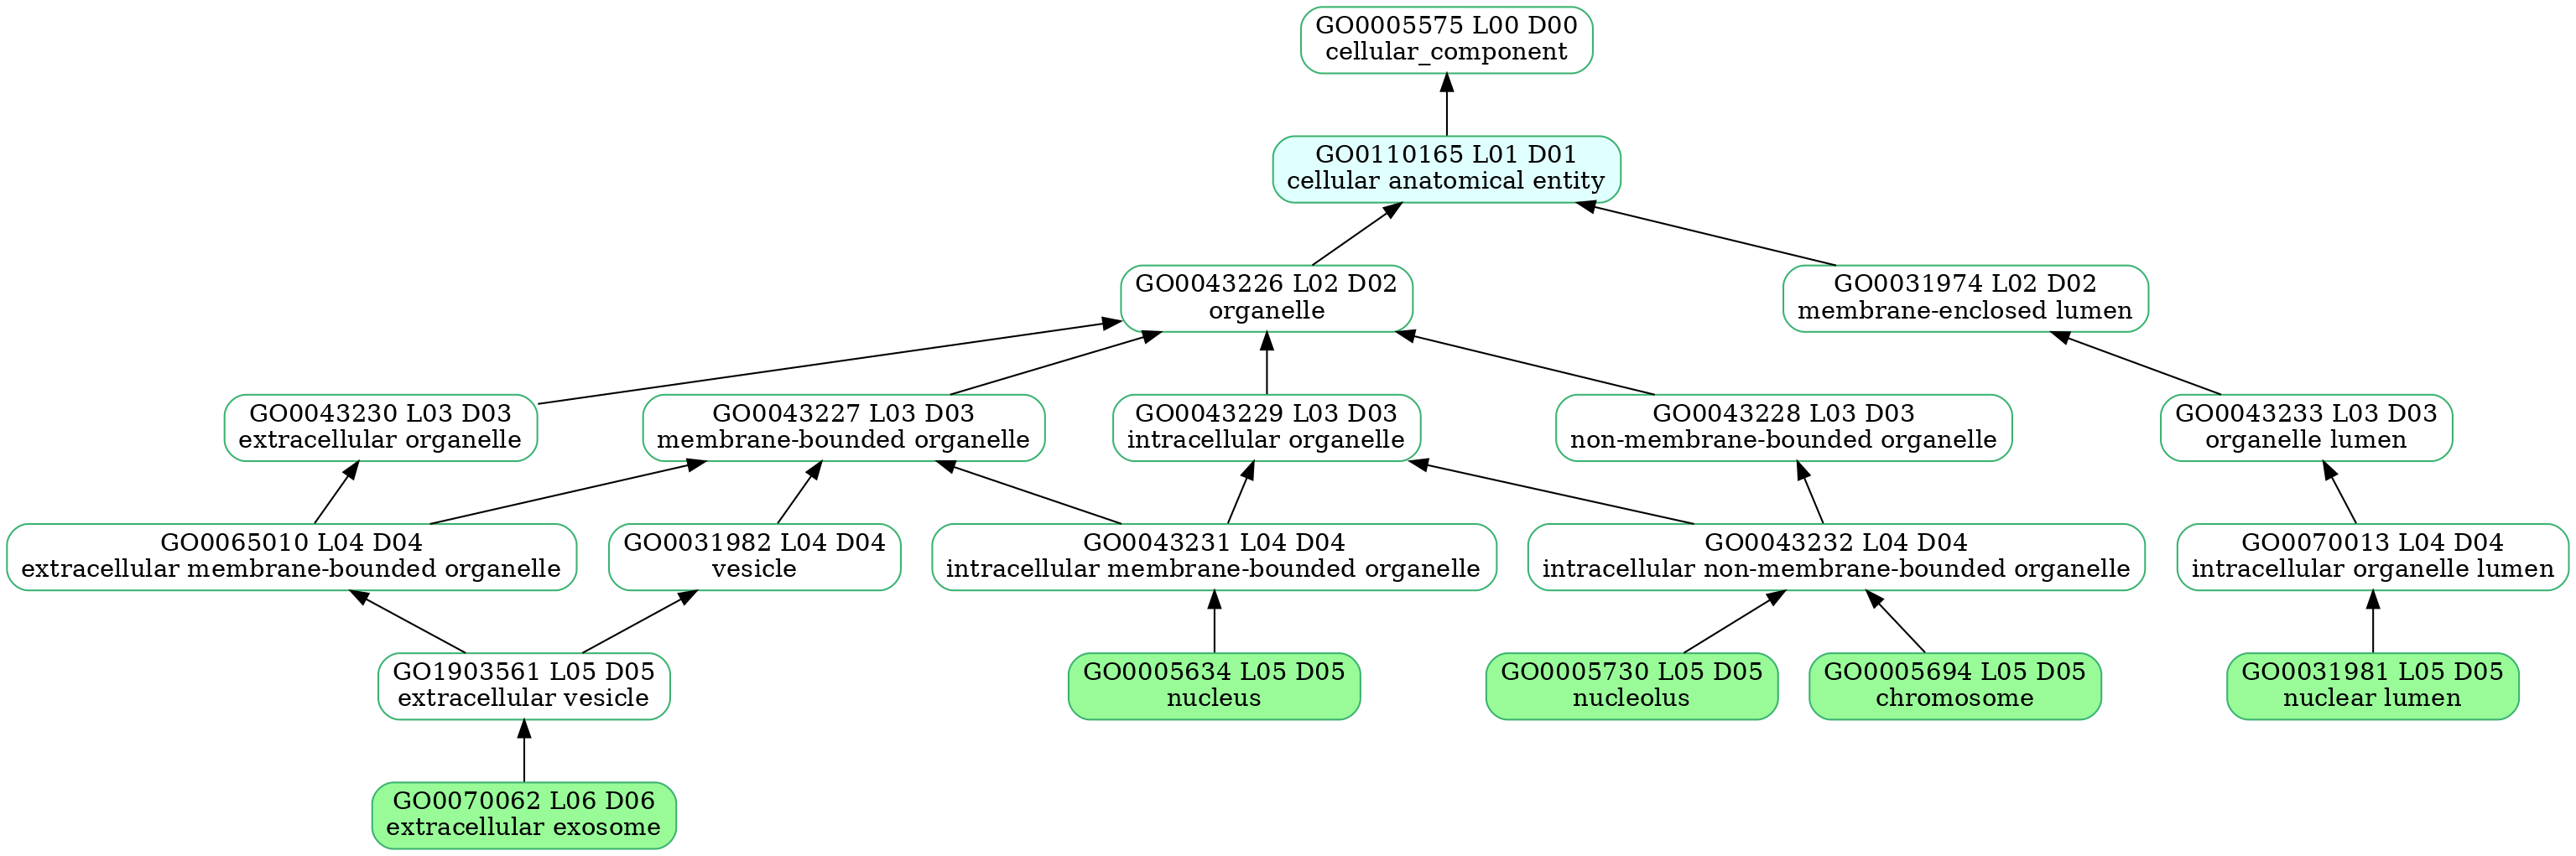 GO0005575 L00 D00
cellular_component
GO0110165 L01 D01
cellular anatomical entity
GO0043226 L02 D02
organelle
GO0031974 L02 D02
membrane-enclosed lumen
GO0043230 L03 D03
extracellular organelle
GO0043227 L03 D03
membrane-bounded organelle
GO0043229 L03 D03
intracellular organelle
GO0043228 L03 D03
non-membrane-bounded organelle
GO0043233 L03 D03
organelle lumen
GO0065010 L04 D04
extracellular membrane-bounded organelle
GO0031982 L04 D04
vesicle
GO0043231 L04 D04
intracellular membrane-bounded organelle
GO0043232 L04 D04
intracellular non-membrane-bounded organelle
GO0070013 L04 D04
intracellular organelle lumen
GO1903561 L05 D05
extracellular vesicle
GO0005634 L05 D05
nucleus
GO0005730 L05 D05
nucleolus
GO0005694 L05 D05
chromosome
GO0031981 L05 D05
nuclear lumen
GO0070062 L06 D06
extracellular exosome